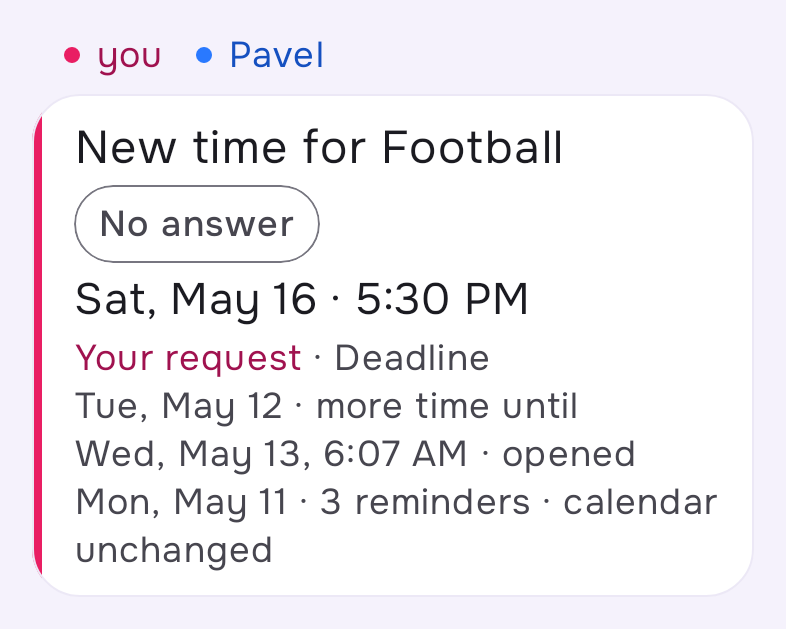 you Pavel
New time for Football
No answer
Sat, May 16 · 5:30 PM
Your request · Deadline
Tue, May 12 · more time until
Wed, May 13, 6:07 AM · opened
Mon, May 11 · 3 reminders · calendar
unchanged